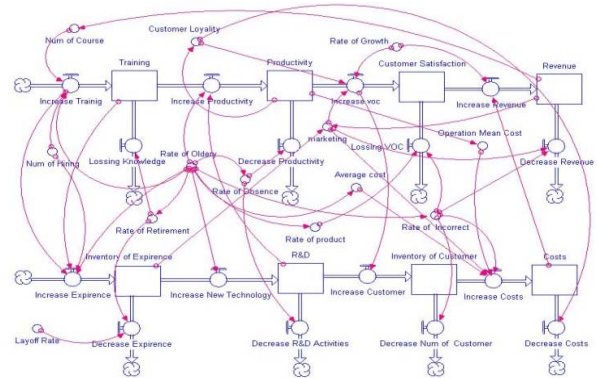 Customer Loyality
Num of Course
Rate of Growth
Training
Productivity
Customer Satisfaction
Revenue
Increase Trainig
Increase Productivity
Increase voc
Increase Revenue
marketing
Operation Mean Cost
Num of Hiring
Lossing Knowledge
Rate of Oldery
Decrease Productivity
Lossing VOC
Decrease Revenue
Rate of Obsence
Average cost
Rate of Retirement
Rate of product
Rate of Incorrect
Inventory of Expirence
R&D
Inventory of Customer
Costs
Increase Expirence
Increase New Technology
Increase Customer
Increase Costs
Layoff Rate
Decrease Expirence
Decrease R&D Activities
Decrease Num of Customer
Decrease Costs